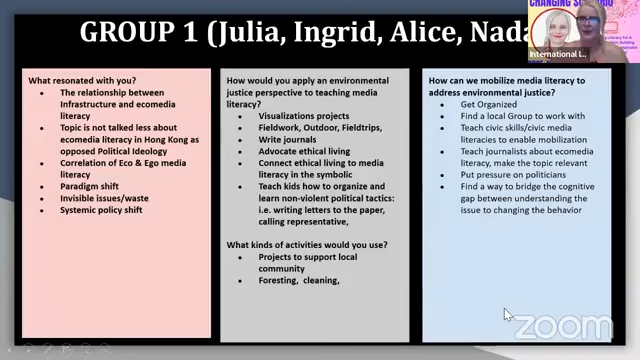 CHANGING SCENARIO
GROUP 1 (Julia, Ingrid, Alice, Nada
International I...
What resonated with you?
• The relationship between
Infrastructure and ecomedia
literacy
• Topic is not talked less about
ecomedia literacy in Hong Kong as
opposed Political Ideology
• Correlation of Eco & Ego media
literacy
• Paradigm shift
• Invisible issues/waste
• Systemic policy shift
How would you apply an environmental
justice perspective to teaching media
literacy?
• Visualizations projects
• Fieldwork, Outdoor, Fieldtrips,
• Write journals
• Advocate ethical living
• Connect ethical living to media
literacy in the symbolic
• Teach kids how to organize and
learn non-violent political tactics:
i.e. writing letters to the paper,
calling representative,
What kinds of activities would you use?
• Projects to support local
community
• Foresting, cleaning,
How can we mobilize media literacy to
address environmental justice?
• Get Organized
• Find a local Group to work with
• Teach civic skills/civic media
literacies to enable mobilization
• Teach journalists about ecomedia
literacy, make the topic relevant
• Put pressure on politicians
• Find a way to bridge the cognitive
gap between understanding the
issue to changing the behavior
zoom